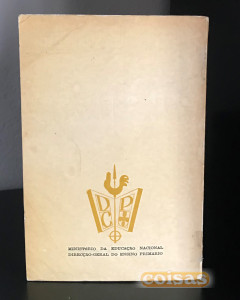 D P
C
MINISTÉRIO DA EDUCAÇÃO NACIONAL
DIRECÇÃO-GERAL DO ENSINO PRIMÁRIO
coisas